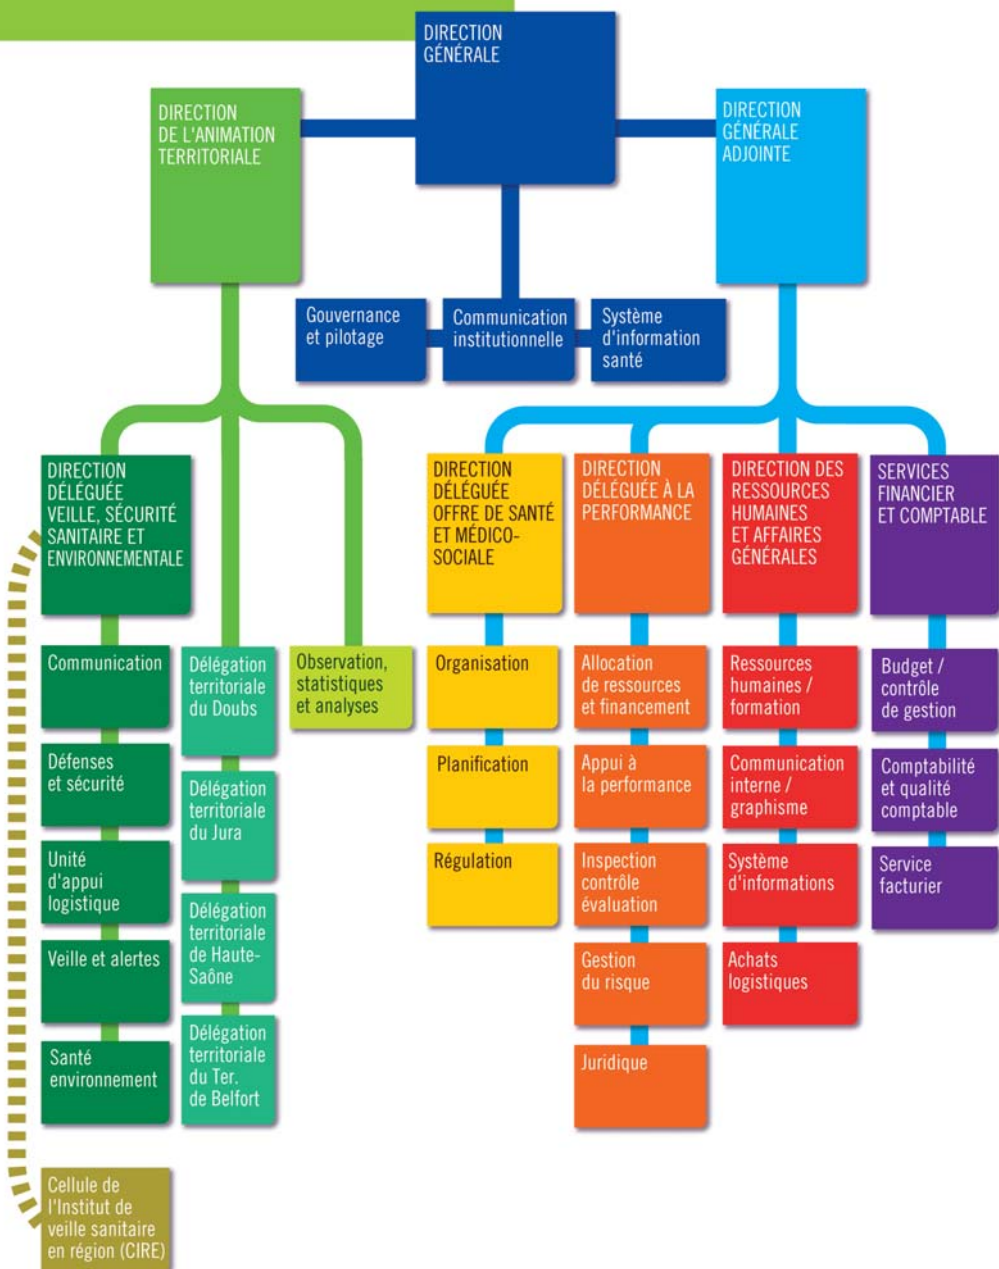 DIRECTION
GÉNÉRALE
DIRECTION
DE L'ANIMATION
TERRITORIALE
DIRECTION
GÉNÉRALE
ADJOINTE
Gouvernance
et pilotage
Communication
institutionnelle
Système
d'information
santé
DIRECTION
DÉLÉGUÉE
VEILLE, SÉCURITÉ
SANITAIRE ET
ENVIRONNEMENTALE
Communication
Défenses
et sécurité
Unité
d'appui
logistique
Veille et alertes
Santé
environnement
Cellule de
l'Institut de
veille sanitaire
en région (CIRE)
Délégation
territoriale
du Doubs
Délégation
territoriale
du Jura
Délégation
territoriale
de Haute-
Saône
Délégation
territoriale
du Ter.
de Belfort
Observation,
statistiques
et analyses
DIRECTION
DÉLÉGUÉE
OFFRE DE SANTÉ
ET MÉDICO-
SOCIALE
Organisation
Planification
Régulation
DIRECTION
DÉLÉGUÉE À LA
PERFORMANCE
Allocation
de ressources
et financement
Appui à
la performance
Inspection
contrôle
évaluation
Gestion
du risque
Juridique
DIRECTION DES
RESSOURCES
HUMAINES
ET AFFAIRES
GÉNÉRALES
Ressources
humaines /
formation
Communication
interne /
graphisme
Système
d'informations
Achats
logistiques
SERVICES
FINANCIER
ET COMPTABLE
Budget /
contrôle
de gestion
Comptabilité
et qualité
comptable
Service
facturier